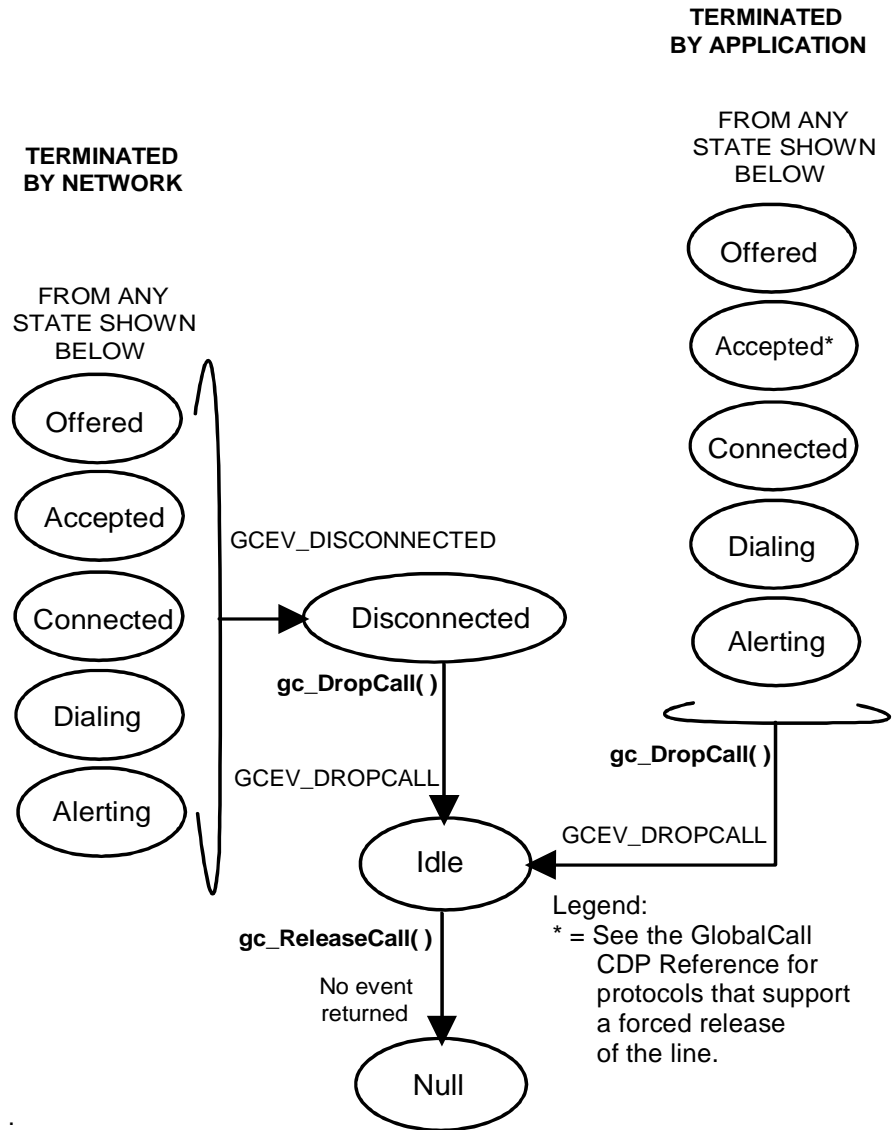 TERMINATED
BY APPLICATION
FROM ANY
STATE SHOWN
BELOW
Offered
Accepted*
Connected
Dialing
Alerting
gc_DropCall( )
GCEV_DROPCALL
TERMINATED
BY NETWORK
FROM ANY
STATE SHOWN
BELOW
Offered
Accepted
Connected
Dialing
Alerting
GCEV_DISCONNECTED
Disconnected
gc_DropCall( )
GCEV_DROPCALL
Idle
gc_ReleaseCall( )
No event
returned
Null
Legend:
* = See the GlobalCall
CDP Reference for
protocols that support
a forced release
of the line.
.